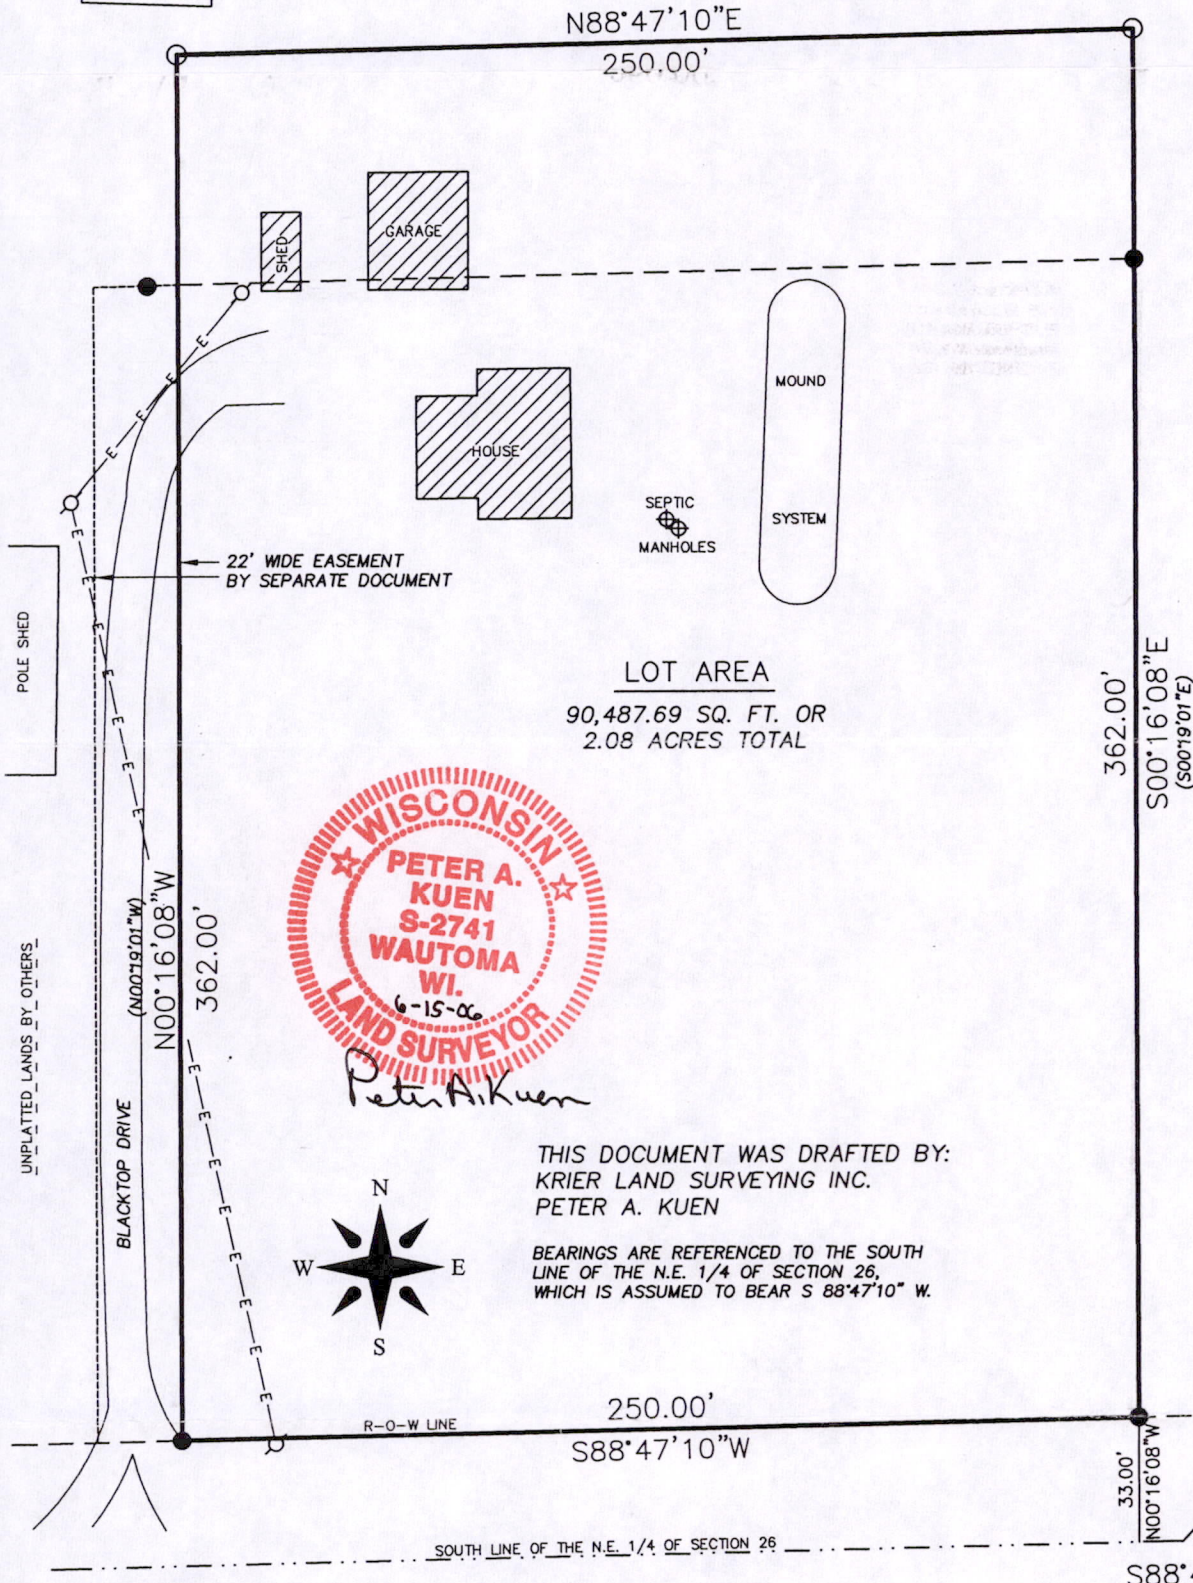 N88°47'10"E
250.00'
GARAGE
SHED
MOUND
HOUSE
SEPTIC
MANHOLES
SYSTEM
22' WIDE EASEMENT
BY SEPARATE DOCUMENT
POLE SHED
LOT AREA
90,487.69 SQ. FT. OR
2.08 ACRES TOTAL
362.00'
S00°16'08"E
(S00°19'01"E)
WISCONSIN
PETER A.
KUEN
S-2741
WAUTOMA
WI.
6-15-06
LAND SURVEYOR
Peter A. Kuen
(N00°19'01"W)
N00°16'08"W
362.00'
UNPLATTED LANDS BY OTHERS
BLACKTOP DRIVE
E E E E E E E E E E E E E E E E E
N
W E
S
THIS DOCUMENT WAS DRAFTED BY:
KRIER LAND SURVEYING INC.
PETER A. KUEN
BEARINGS ARE REFERENCED TO THE SOUTH
LINE OF THE N.E. 1/4 OF SECTION 26,
WHICH IS ASSUMED TO BEAR S 88°47'10" W.
250.00'
R-O-W LINE
S88°47'10"W
33.00'
N00°16'08"W
SOUTH LINE OF THE N.E. 1/4 OF SECTION 26